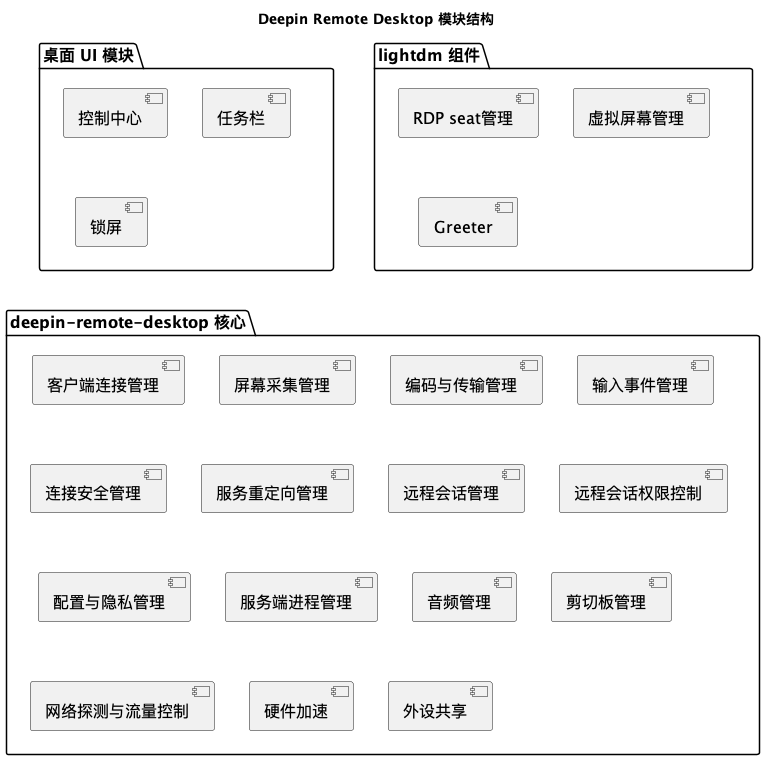 Deepin Remote Desktop 模块结构
桌面 UI 模块
控制中心
任务栏
锁屏
lightdm 组件
RDP seat管理
虚拟屏幕管理
Greeter
deepin-remote-desktop 核心
客户端连接管理
屏幕采集管理
编码与传输管理
输入事件管理
连接安全管理
服务重定向管理
远程会话管理
远程会话权限控制
配置与隐私管理
服务端进程管理
音频管理
剪切板管理
网络探测与流量控制
硬件加速
外设共享